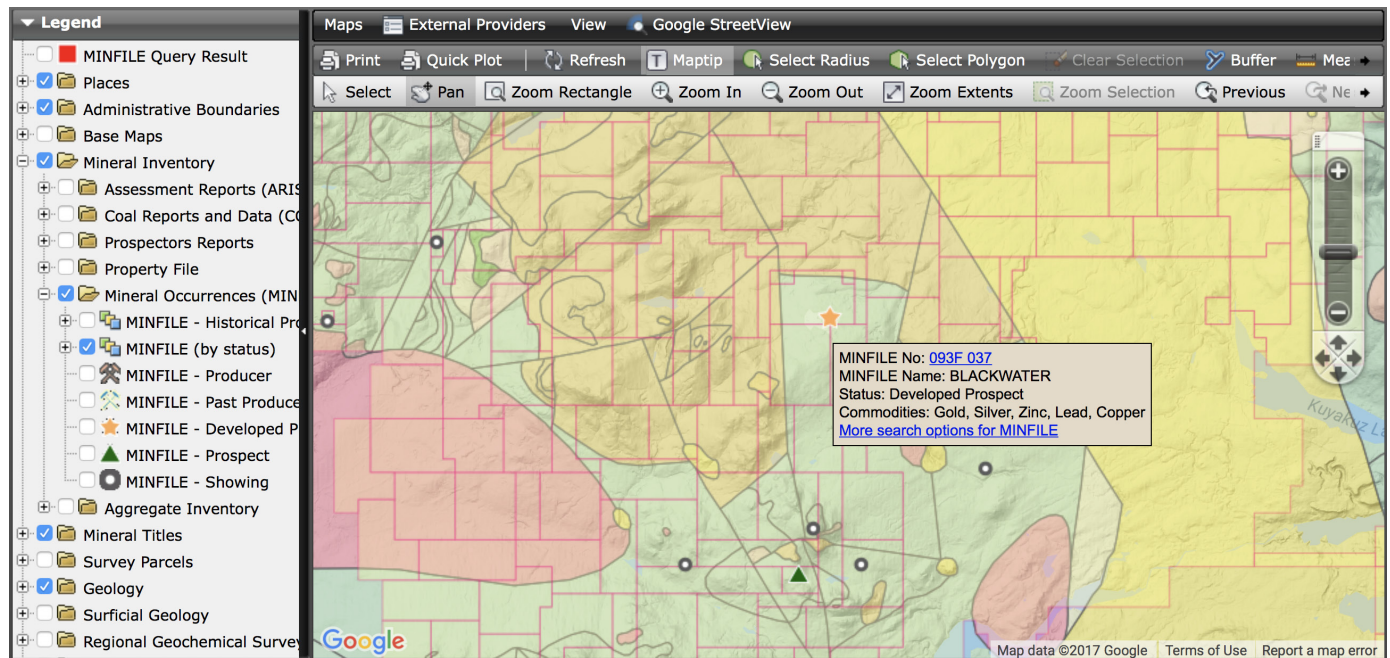 Legend
MINFILE Query Result
Places
Administrative Boundaries
Base Maps
Mineral Inventory
Assessment Reports (ARIS
Coal Reports and Data (CO
Prospectors Reports
Property File
Mineral Occurrences (MIN
MINFILE - Historical Pro
MINFILE (by status)
MINFILE - Producer
MINFILE - Past Produce
MINFILE - Developed P
MINFILE - Prospect
MINFILE - Showing
Aggregate Inventory
Mineral Titles
Survey Parcels
Geology
Surficial Geology
Regional Geochemical Survey
Maps External Providers View Google StreetView
Print Quick Plot Refresh T Maptip Select Radius Select Polygon Clear Selection Buffer Mea
Select Pan Zoom Rectangle Zoom In Zoom Out Zoom Extents Zoom Selection Previous Ne
MINFILE No: 093F 037
MINFILE Name: BLACKWATER
Status: Developed Prospect
Commodities: Gold, Silver, Zinc, Lead, Copper
More search options for MINFILE
Kuyakuz La
Google
Map data ©2017 Google Terms of Use Report a map error